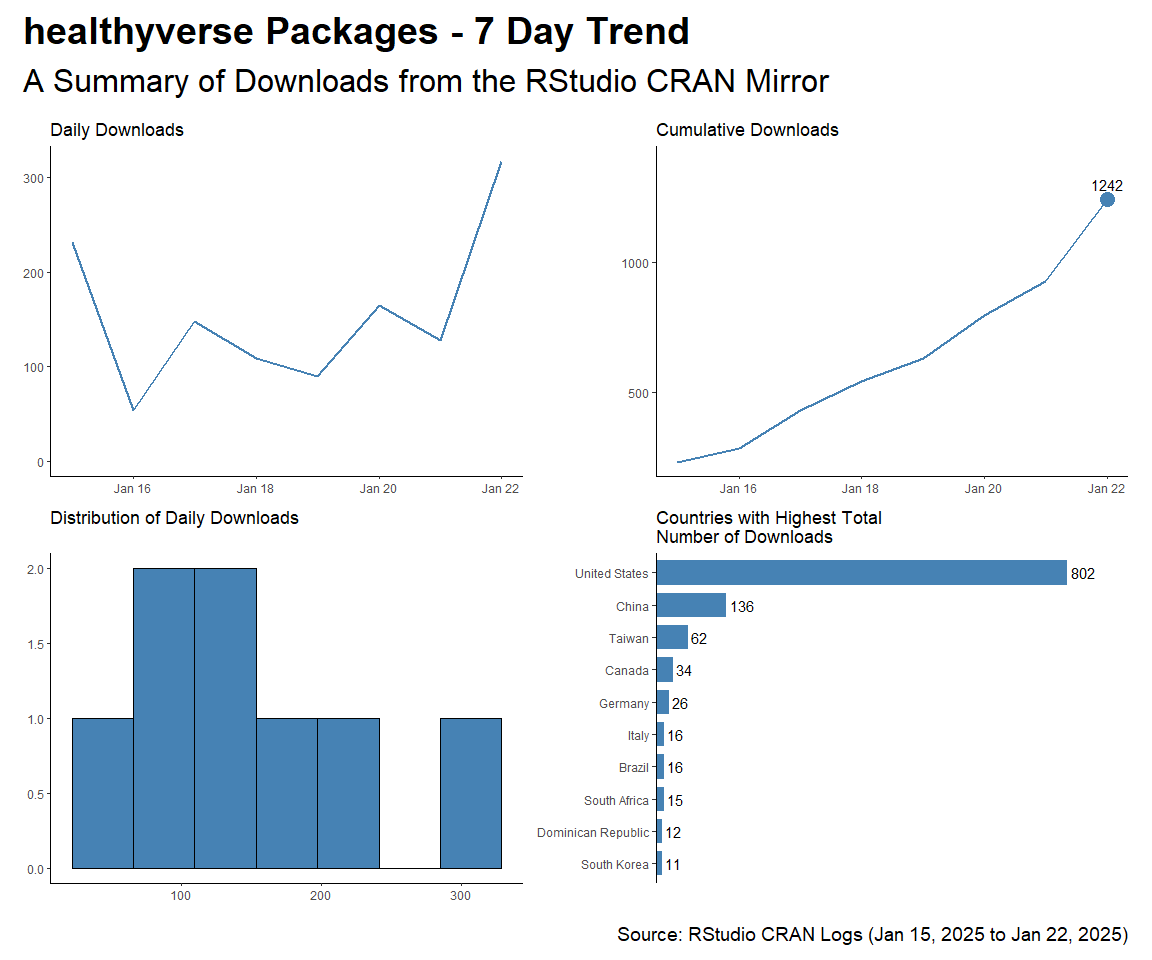 healthyverse Packages - 7 Day Trend
A Summary of Downloads from the RStudio CRAN Mirror
Daily Downloads
300
200
100
0
Jan 16
Jan 18
Jan 20
Jan 22
Cumulative Downloads
1242
1000
500
Jan 16
Jan 18
Jan 20
Jan 22
Distribution of Daily Downloads
2.0
1.5
1.0
0.5
0.0
100
200
300
Countries with Highest Total
Number of Downloads
United States 802
China 136
Taiwan 62
Canada 34
Germany 26
Italy 16
Brazil 16
South Africa 15
Dominican Republic 12
South Korea 11
Source: RStudio CRAN Logs (Jan 15, 2025 to Jan 22, 2025)